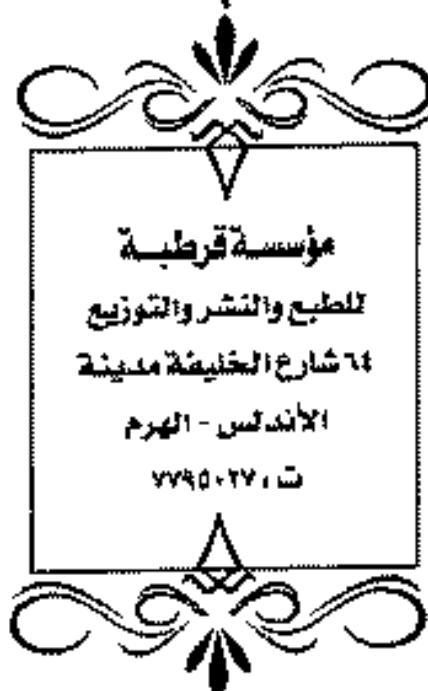 مؤسسة قرطبة
للطبع والنشر والتوزيع
٦٤ شارع الخليفة مدينة
الأندلس - الهرم
ت، ٧٧٩٥٠٢٧